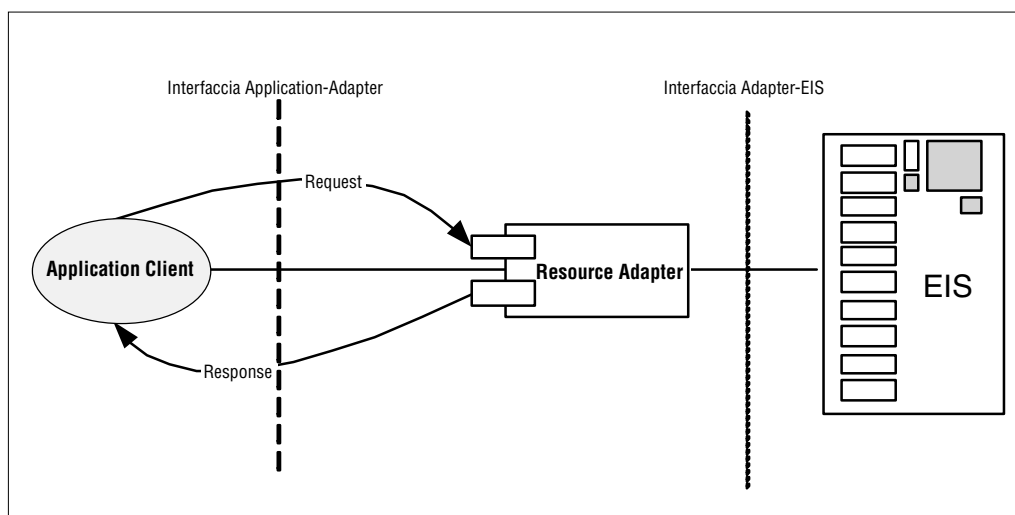 Interfaccia Application-Adapter
Interfaccia Adapter-EIS
Request
Application Client
Resource Adapter
EIS
Response